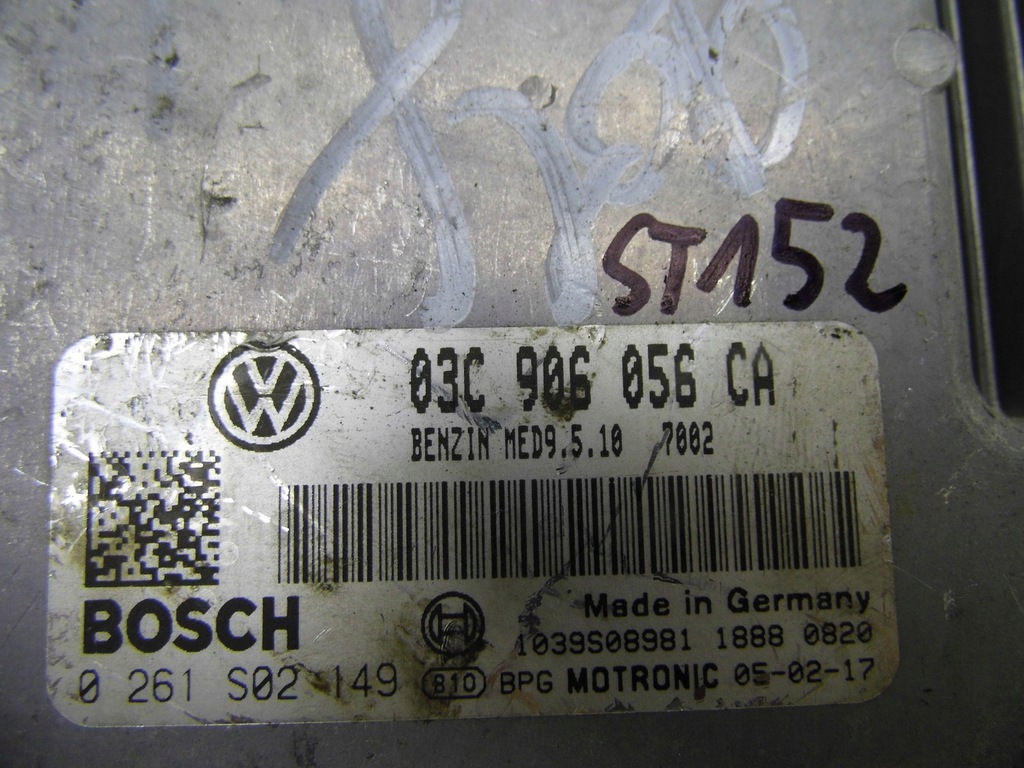 ST152
03C 906 056 CA
BENZIN MED9.5.10 7002
BOSCH
Made in Germany
1039S08981 1888 0820
0 261 S02 149 810 BPG MOTRONIC 05-02-17